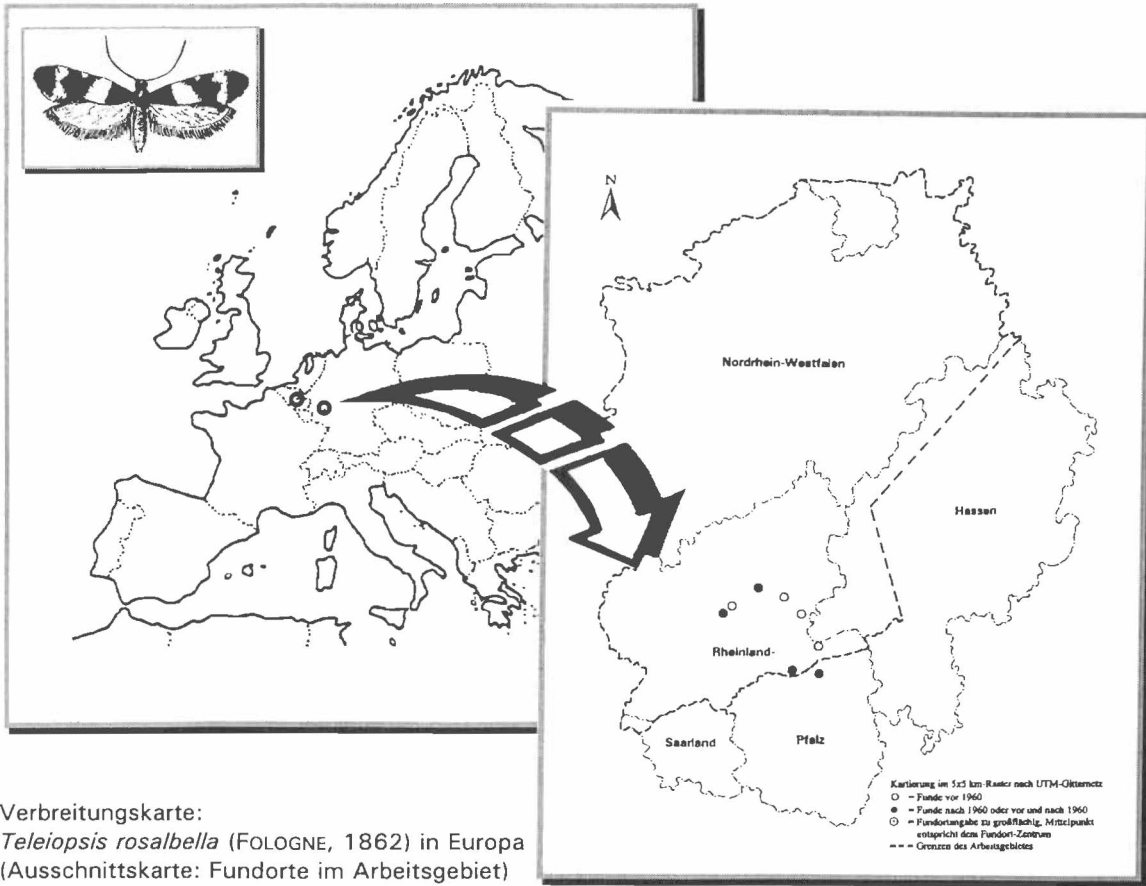 N
Nordrhein-Westfalen
Hessen
Rheinland-
Saarland
Pfalz
Kartierung im 5x5 km-Raster nach UTM-Gitternetz
○ = Funde vor 1960
● = Funde nach 1960 oder vor und nach 1960
⊙ = Fundortangabe zu großflächig, Mittelpunkt
entspricht dem Fundort-Zentrum
--- = Grenzen des Arbeitsgebietes
Verbreitungskarte:
Teleiopsis rosalbella (FOLOGNE, 1862) in Europa
(Ausschnittskarte: Fundorte im Arbeitsgebiet)